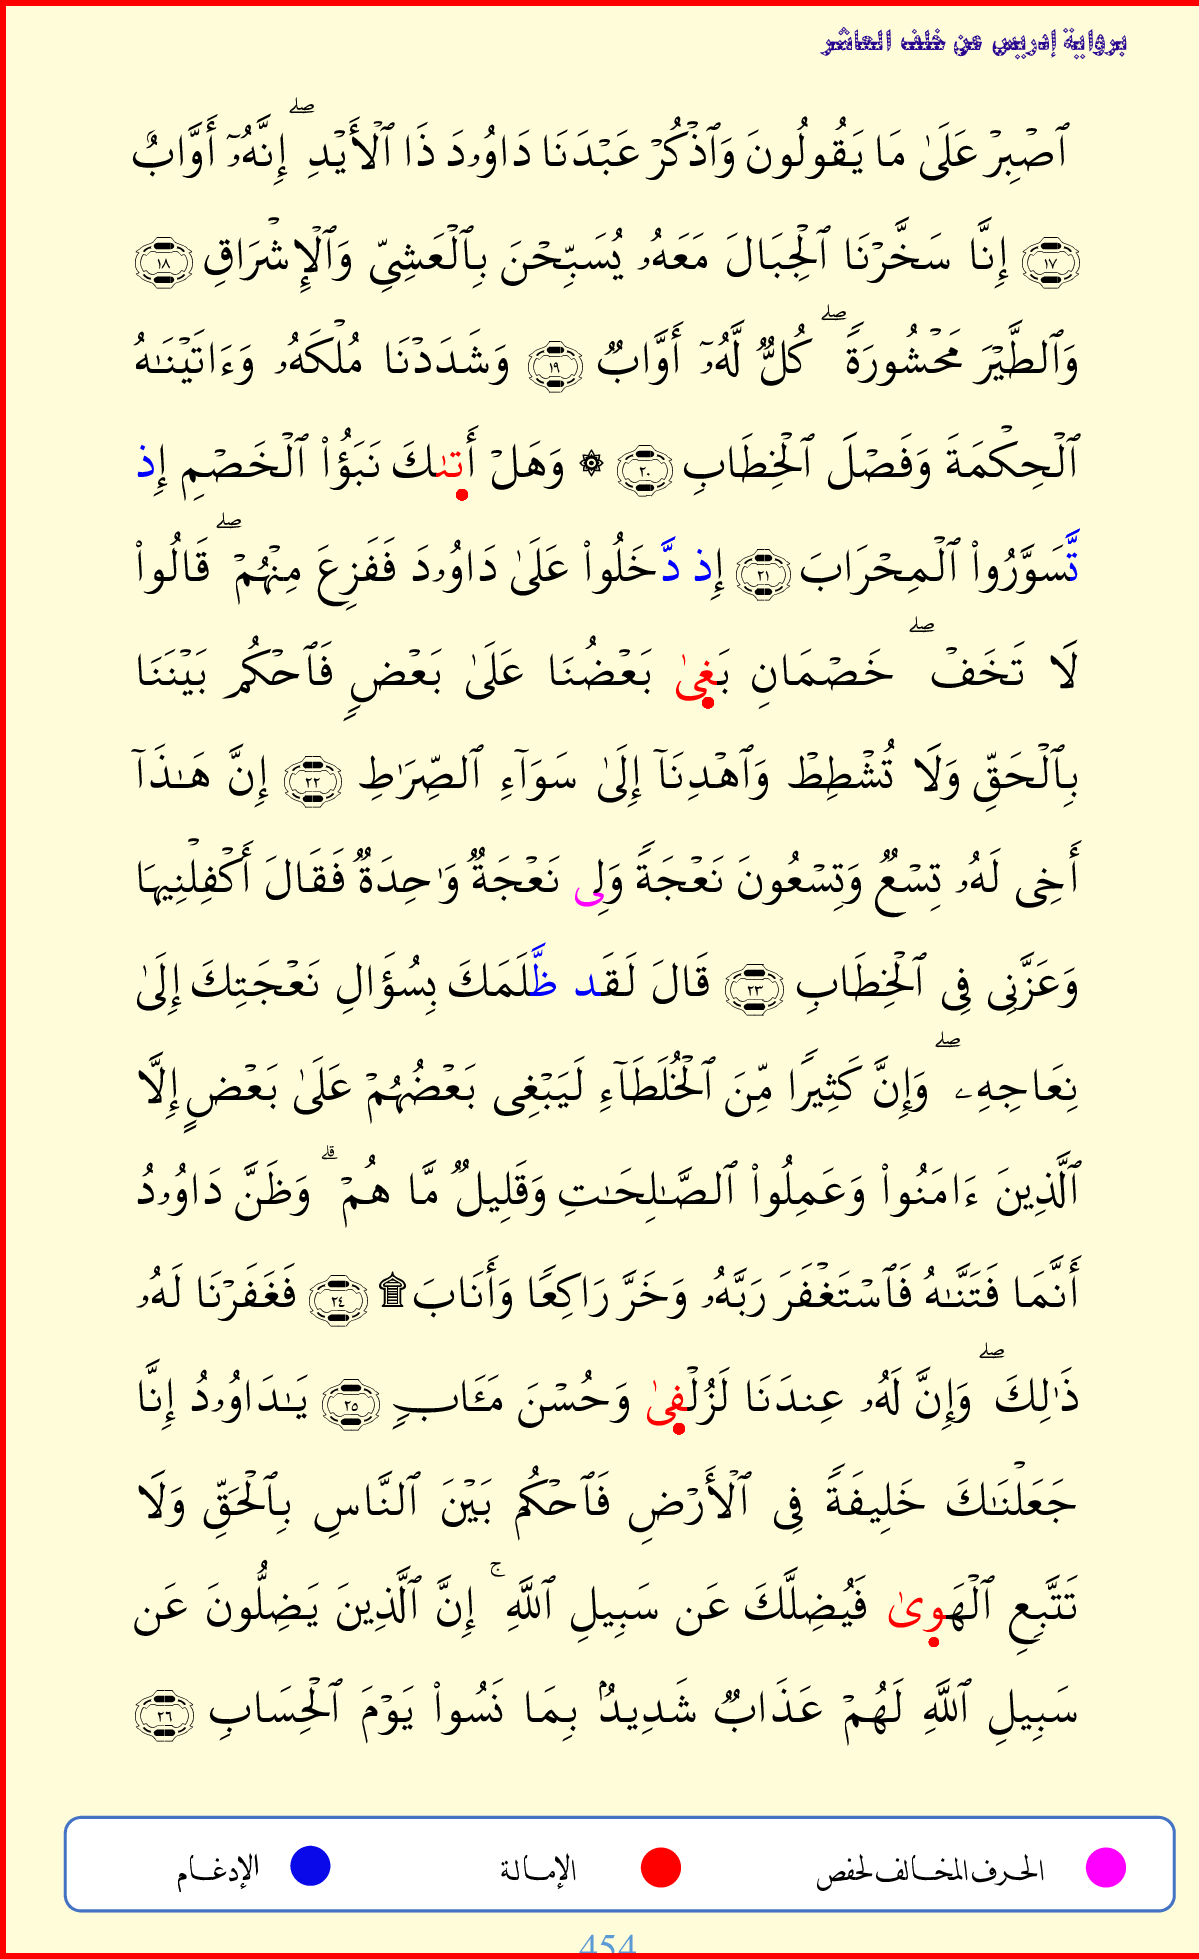 برواية إدريس عن خلف العاشر
ٱصۡبِرۡ عَلَىٰ مَا يَقُولُونَ وَٱذۡكُرۡ عَبۡدَنَا دَاوُۥدَ ذَا ٱلۡأَيۡدِۖ إِنَّهُۥٓ أَوَّابٌ
١٧ إِنَّا سَخَّرۡنَا ٱلۡجِبَالَ مَعَهُۥ يُسَبِّحۡنَ بِٱلۡعَشِيِّ وَٱلۡإِشۡرَاقِ ١٨
وَٱلطَّيۡرَ مَحۡشُورَةٗۖ كُلّٞ لَّهُۥٓ أَوَّابٞ ١٩ وَشَدَدۡنَا مُلۡكَهُۥ وَءَاتَيۡنَٰهُ
ٱلۡحِكۡمَةَ وَفَصۡلَ ٱلۡخِطَابِ ٢٠ ۞ وَهَلۡ أَتىٰكَ نَبَؤُاْ ٱلۡخَصۡمِ إِذ
تَّسَوَّرُواْ ٱلۡمِحۡرَابَ ٢١ إِذ دَّخَلُواْ عَلَىٰ دَاوُۥدَ فَفَزِعَ مِنۡهُمۡۖ قَالُواْ
لَا تَخَفۡۖ خَصۡمَانِ بَغىٰ بَعۡضُنَا عَلَىٰ بَعۡضٖ فَٱحۡكُم بَيۡنَنَا
بِٱلۡحَقِّ وَلَا تُشۡطِطۡ وَٱهۡدِنَآ إِلَىٰ سَوَآءِ ٱلصِّرَٰطِ ٢٢ إِنَّ هَٰذَآ
أَخِي لَهُۥ تِسۡعٞ وَتِسۡعُونَ نَعۡجَةٗ وَلِي نَعۡجَةٞ وَٰحِدَةٞ فَقَالَ أَكۡفِلۡنِيهَا
وَعَزَّنِي فِي ٱلۡخِطَابِ ٢٣ قَالَ لَقَد ظَّلَمَكَ بِسُؤَالِ نَعۡجَتِكَ إِلَىٰ
نِعَاجِهِۦۖ وَإِنَّ كَثِيرٗا مِّنَ ٱلۡخُلَطَآءِ لَيَبۡغِي بَعۡضُهُمۡ عَلَىٰ بَعۡضٍ إِلَّا
ٱلَّذِينَ ءَامَنُواْ وَعَمِلُواْ ٱلصَّٰلِحَٰتِ وَقَلِيلٞ مَّا هُمۡۗ وَظَنَّ دَاوُۥدُ
أَنَّمَا فَتَنَّٰهُ فَٱسۡتَغۡفَرَ رَبَّهُۥ وَخَرَّ رَاكِعٗا وَأَنَابَ۩ ٢٤ فَغَفَرۡنَا لَهُۥ
ذَٰلِكَۖ وَإِنَّ لَهُۥ عِندَنَا لَزُلۡفىٰ وَحُسۡنَ مَـَٔابٖ ٢٥ يَٰدَاوُۥدُ إِنَّا
جَعَلۡنَٰكَ خَلِيفَةٗ فِي ٱلۡأَرۡضِ فَٱحۡكُم بَيۡنَ ٱلنَّاسِ بِٱلۡحَقِّ وَلَا
تَتَّبِعِ ٱلۡهَوىٰ فَيُضِلَّكَ عَن سَبِيلِ ٱللَّهِۚ إِنَّ ٱلَّذِينَ يَضِلُّونَ عَن
سَبِيلِ ٱللَّهِ لَهُمۡ عَذَابٞ شَدِيدُۢ بِمَا نَسُواْ يَوۡمَ ٱلۡحِسَابِ ٢٦
الحرف المخالف لحفص الإمالة الإدغام
454